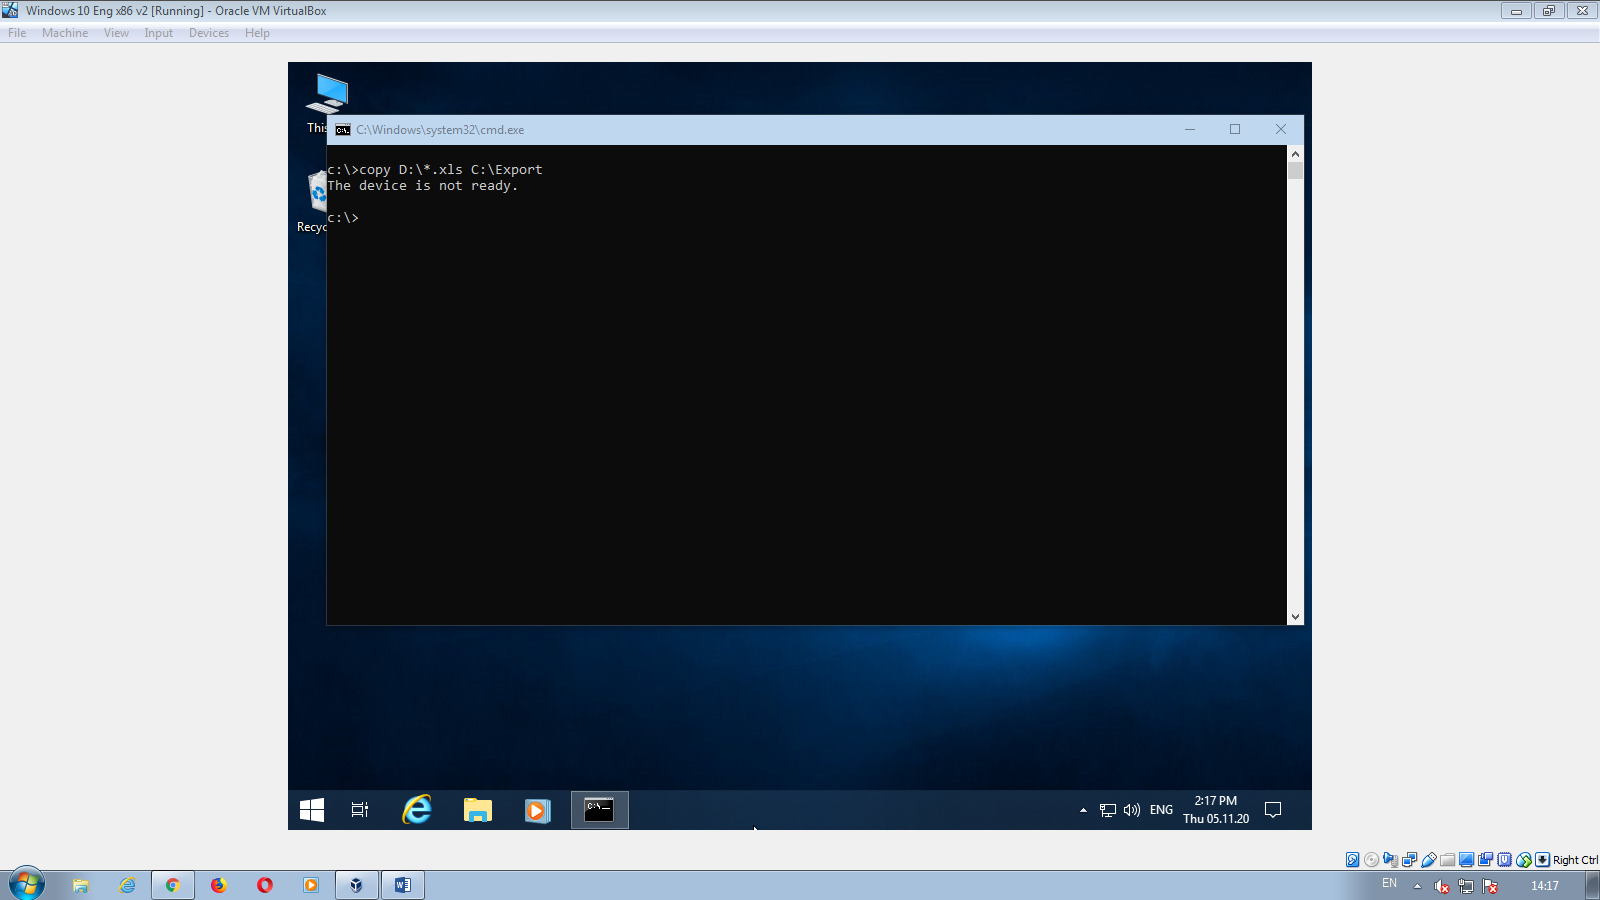 Windows 10 Eng x86 v2 [Running] - Oracle VM VirtualBox
File Machine View Input Devices Help
This
C:\Windows\system32\cmd.exe
c:\>copy D:\*.xls C:\Export
The device is not ready.
c:\>
Recyc
ENG
2:17 PM
Thu 05.11.20
Right Ctrl
EN
14:17